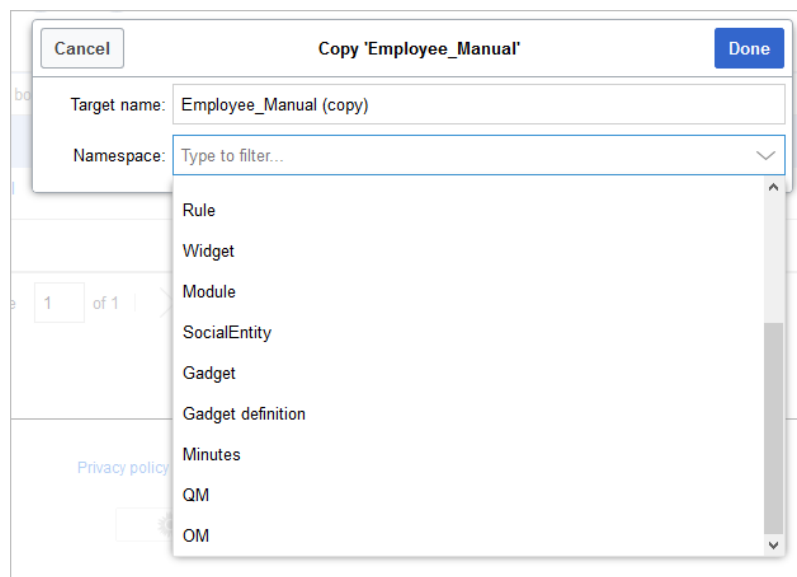 Cancel
Copy 'Employee_Manual'
Done
bo
Target name:
Employee_Manual (copy)
Namespace:
Type to filter...
l
Rule
Widget
e
1
of 1
Module
SocialEntity
Gadget
Gadget definition
Minutes
Privacy policy
QM
OM